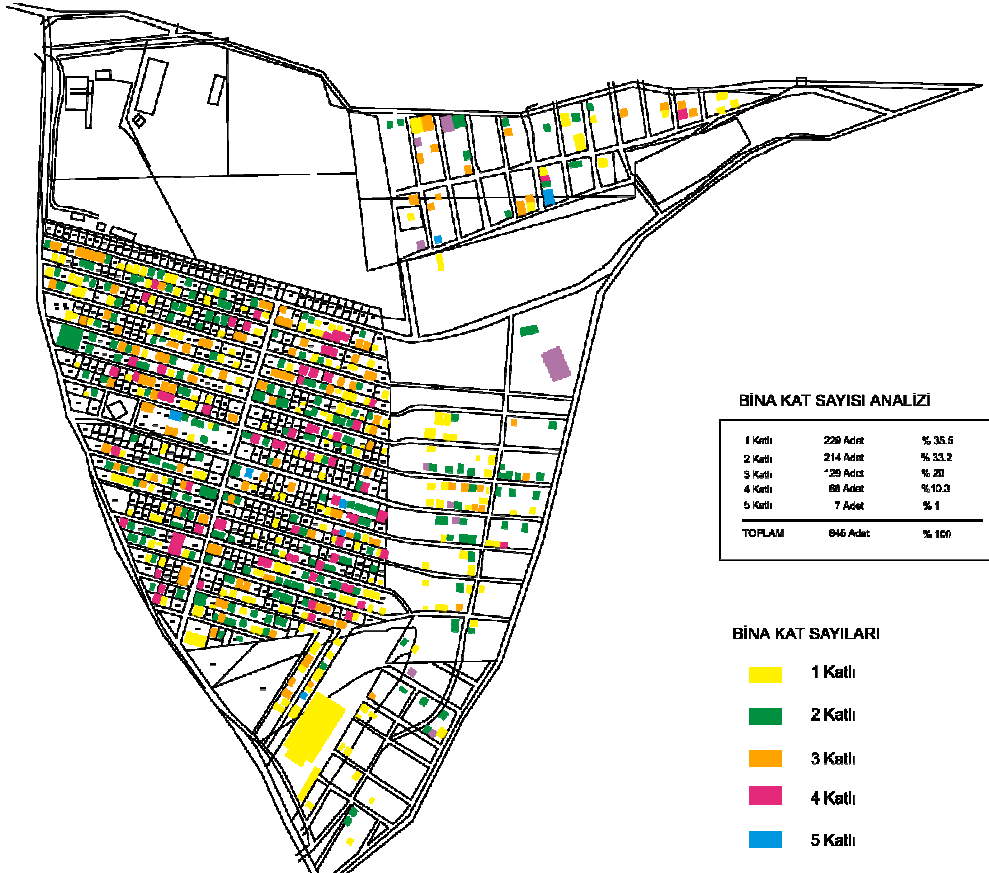 BİNA KAT SAYISI ANALİZİ
1 Katlı 229 Adet % 35.5
2 Katlı 214 Adet % 33.2
3 Katlı 129 Adet % 20
4 Katlı 66 Adet %10.3
5 Katlı 7 Adet % 1
TOPLAM 645 Adet % 100
BİNA KAT SAYILARI
1 Katlı
2 Katlı
3 Katlı
4 Katlı
5 Katlı